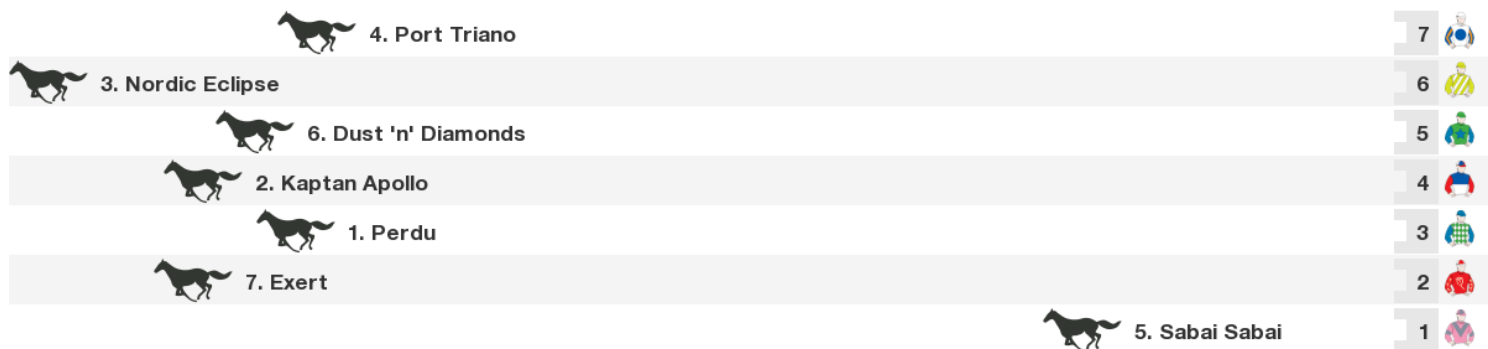 4. Port Triano 7
3. Nordic Eclipse 6
6. Dust 'n' Diamonds 5
2. Kaptan Apollo 4
1. Perdu 3
7. Exert 2
5. Sabai Sabai 1